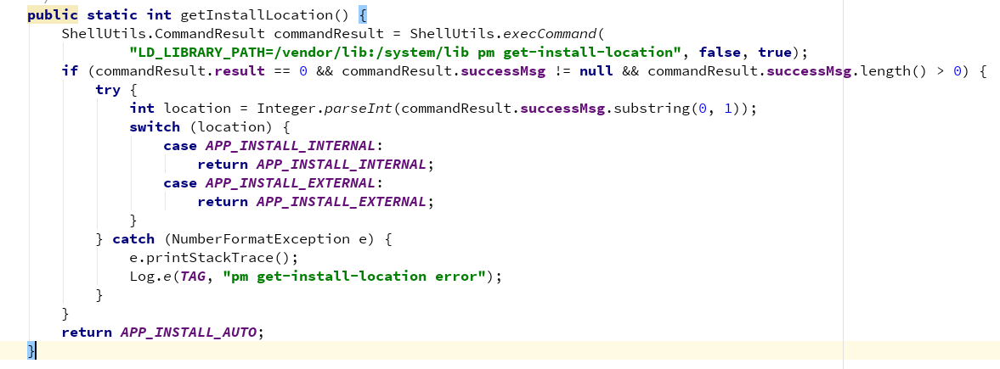 public static int getInstallLocation() {
ShellUtils.CommandResult commandResult = ShellUtils.execCommand(
"LD_LIBRARY_PATH=/vendor/lib:/system/lib pm get-install-location", false, true);
if (commandResult.result == 0 && commandResult.successMsg != null && commandResult.successMsg.length() > 0) {
try {
int location = Integer.parseInt(commandResult.successMsg.substring(0, 1));
switch (location) {
case APP_INSTALL_INTERNAL:
return APP_INSTALL_INTERNAL;
case APP_INSTALL_EXTERNAL:
return APP_INSTALL_EXTERNAL;
}
} catch (NumberFormatException e) {
e.printStackTrace();
Log.e(TAG, "pm get-install-location error");
}
}
return APP_INSTALL_AUTO;
}